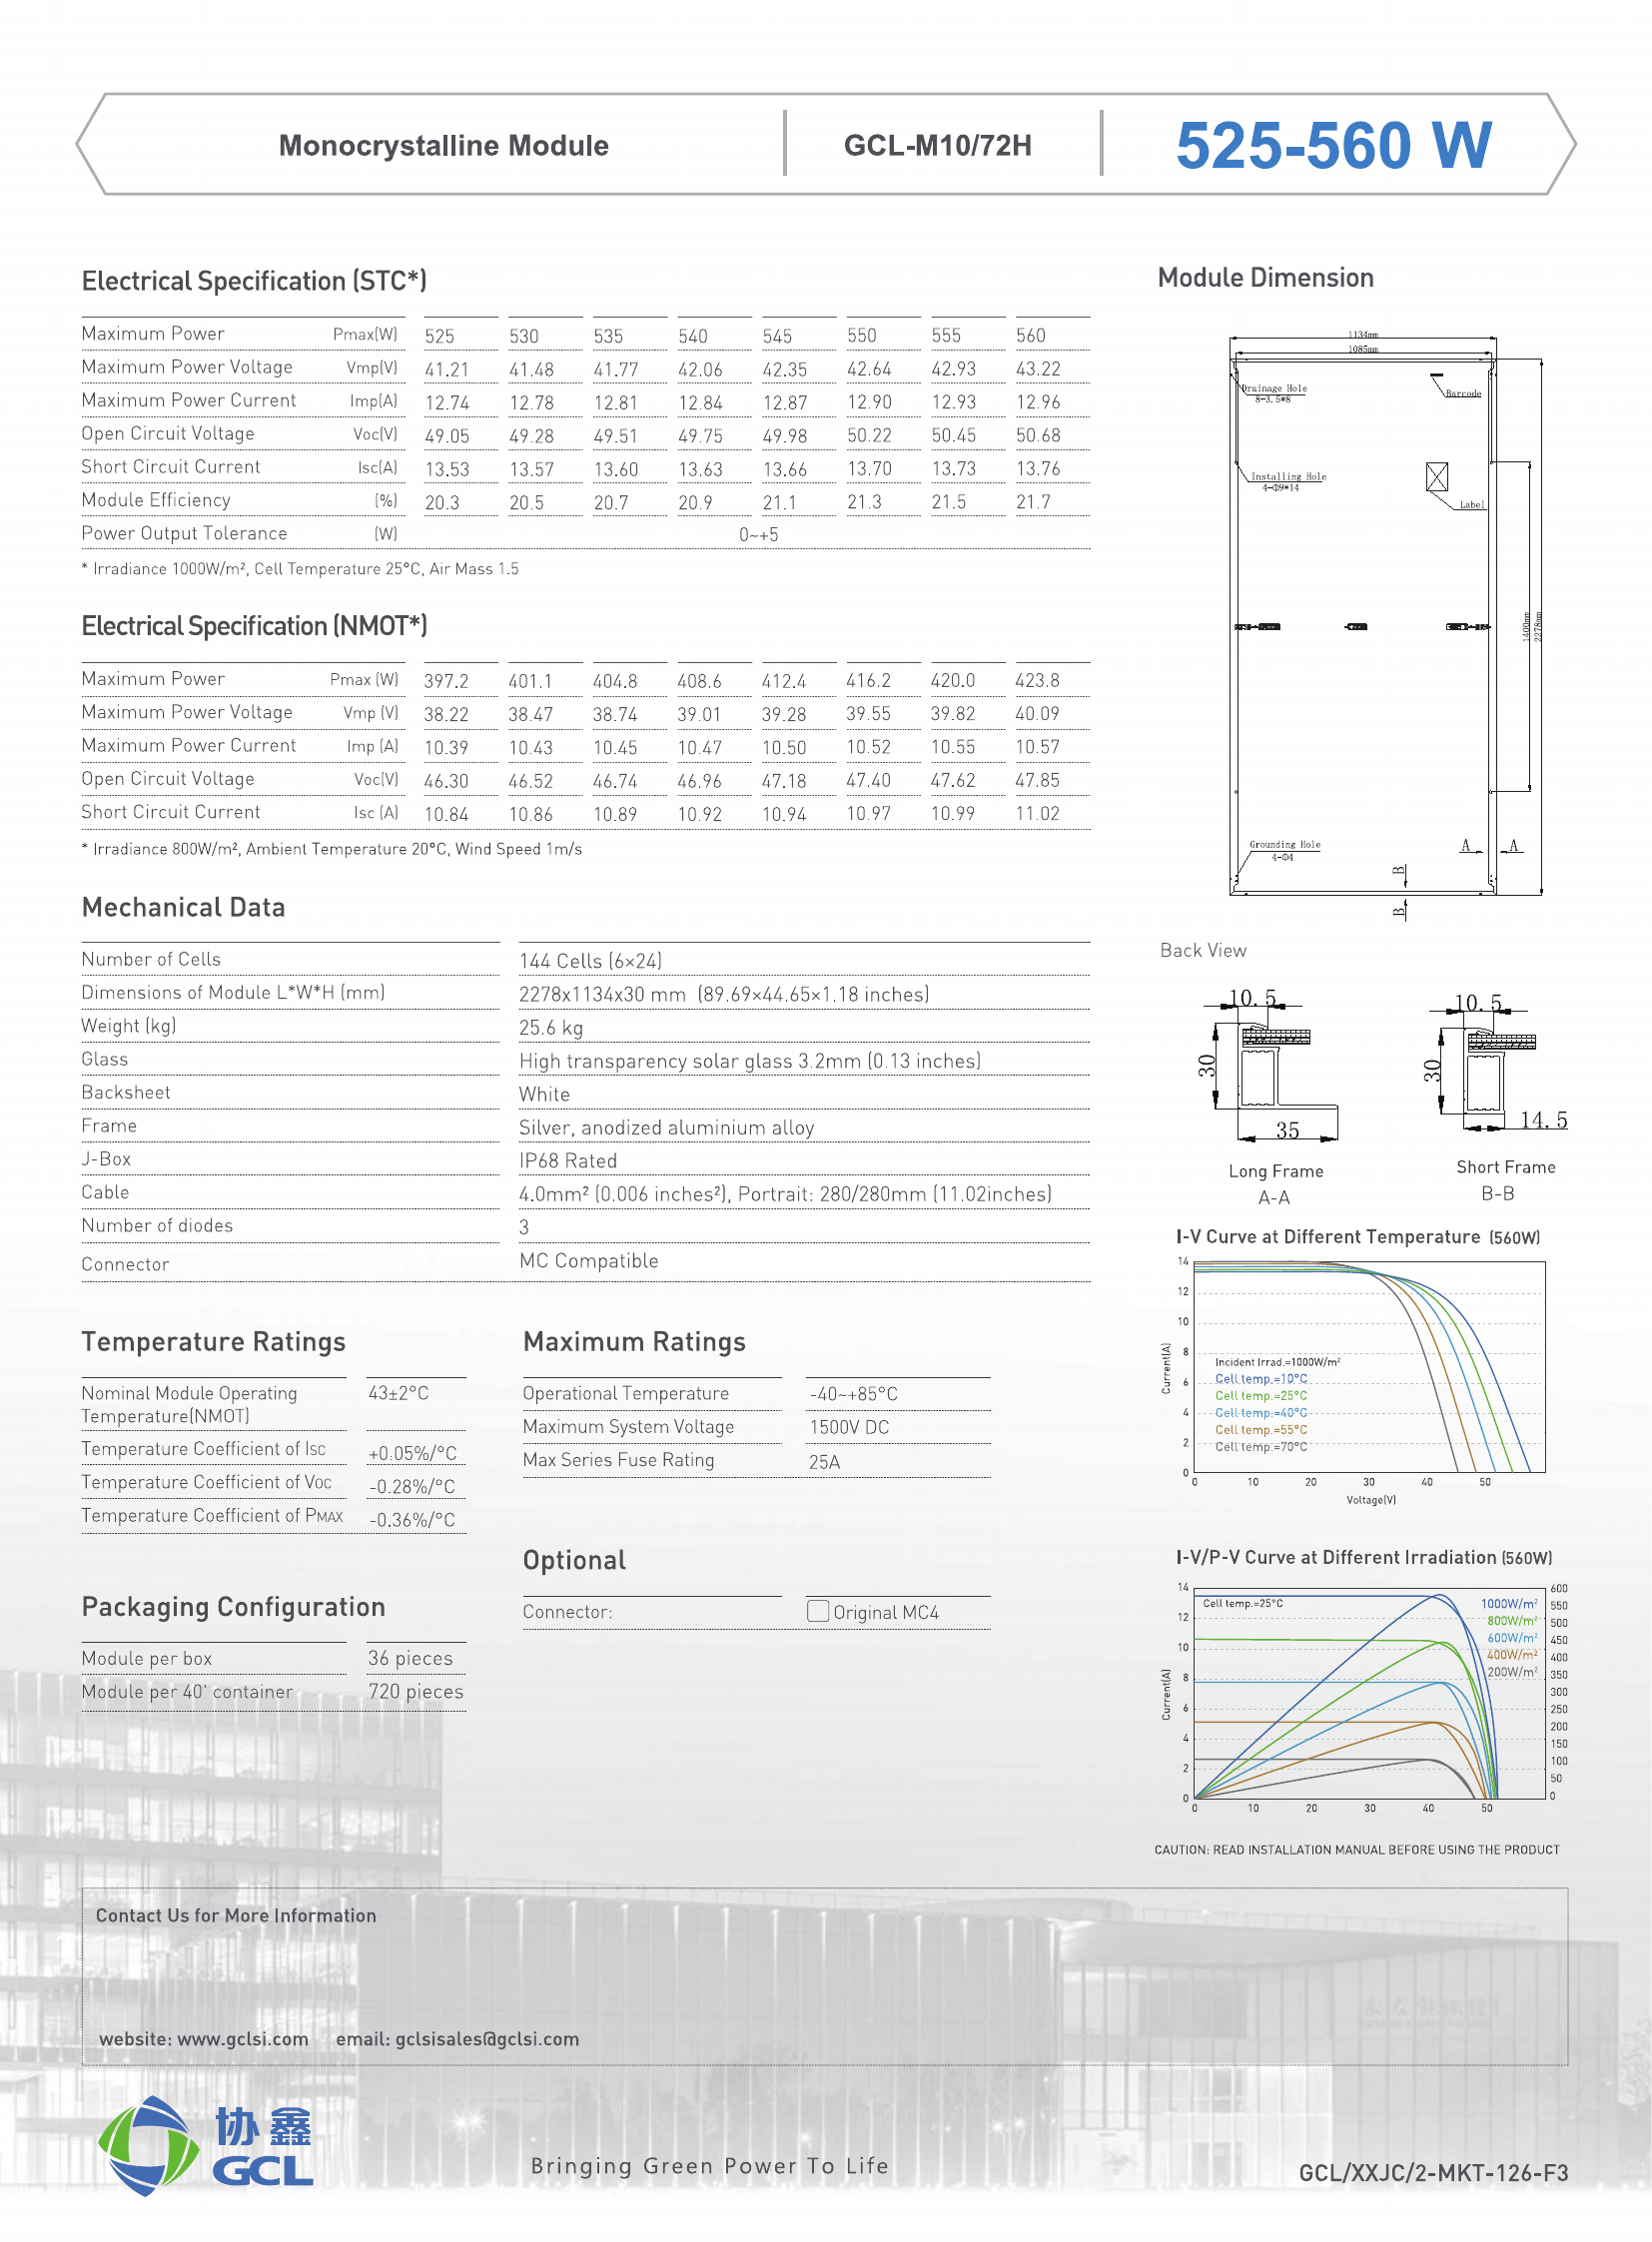 Monocrystalline Module
GCL-M10/72H
525-560 W
Electrical Specification (STC*)
Maximum Power Pmax(W) 525 530 535 540 545 550 555 560
Maximum Power Voltage Vmp(V) 41.21 41.48 41.77 42.06 42.35 42.64 42.93 43.22
Maximum Power Current Imp(A) 12.74 12.78 12.81 12.84 12.87 12.90 12.93 12.96
Open Circuit Voltage Voc(V) 49.05 49.28 49.51 49.75 49.98 50.22 50.45 50.68
Short Circuit Current Isc(A) 13.53 13.57 13.60 13.63 13.66 13.70 13.73 13.76
Module Efficiency (%) 20.3 20.5 20.7 20.9 21.1 21.3 21.5 21.7
Power Output Tolerance (W) 0~+5
* Irradiance 1000W/m², Cell Temperature 25°C, Air Mass 1.5
Electrical Specification (NMOT*)
Maximum Power Pmax (W) 397.2 401.1 404.8 408.6 412.4 416.2 420.0 423.8
Maximum Power Voltage Vmp (V) 38.22 38.47 38.74 39.01 39.28 39.55 39.82 40.09
Maximum Power Current Imp (A) 10.39 10.43 10.45 10.47 10.50 10.52 10.55 10.57
Open Circuit Voltage Voc(V) 46.30 46.52 46.74 46.96 47.18 47.40 47.62 47.85
Short Circuit Current Isc (A) 10.84 10.86 10.89 10.92 10.94 10.97 10.99 11.02
* Irradiance 800W/m², Ambient Temperature 20°C, Wind Speed 1m/s
Mechanical Data
Number of Cells 144 Cells (6×24)
Dimensions of Module L*W*H (mm) 2278x1134x30 mm (89.69×44.65×1.18 inches)
Weight (kg) 25.6 kg
Glass High transparency solar glass 3.2mm (0.13 inches)
Backsheet White
Frame Silver, anodized aluminium alloy
J-Box IP68 Rated
Cable 4.0mm² (0.006 inches²), Portrait: 280/280mm (11.02inches)
Number of diodes 3
Connector MC Compatible
Temperature Ratings
Nominal Module Operating
Temperature(NMOT) 43±2°C
Temperature Coefficient of Isc +0.05%/°C
Temperature Coefficient of Voc -0.28%/°C
Temperature Coefficient of PMAX -0.36%/°C
Maximum Ratings
Operational Temperature -40~+85°C
Maximum System Voltage 1500V DC
Max Series Fuse Rating 25A
Optional
Connector: Original MC4
Packaging Configuration
Module per box 36 pieces
Module per 40' container 720 pieces
Module Dimension
1134mm
1085mm
Drainage Hole
8-3.5*8
Barcode
Installing Hole
4-Φ9*14
Label
1400mm
2278mm
Grounding Hole
4-Φ4
A A
B
B
Back View
10.5
30
35
Long Frame
A-A
10.5
30
14.5
Short Frame
B-B
I-V Curve at Different Temperature (560W)
14
12
10
8
6
4
2
0
Current(A)
Incident Irrad.=1000W/m²
Cell temp.=10°C
Cell temp.=25°C
Cell temp.=40°C
Cell temp.=55°C
Cell temp.=70°C
0 10 20 30 40 50
Voltage(V)
I-V/P-V Curve at Different Irradiation (560W)
14
12
10
8
6
4
2
0
Current(A)
Cell temp.=25°C
1000W/m²
800W/m²
600W/m²
400W/m²
200W/m²
600
550
500
450
400
350
300
250
200
150
100
50
0
0 10 20 30 40 50
CAUTION: READ INSTALLATION MANUAL BEFORE USING THE PRODUCT
Contact Us for More Information
website: www.gclsi.com email: gclsisales@gclsi.com
协鑫
GCL
Bringing Green Power To Life
GCL/XXJC/2-MKT-126-F3